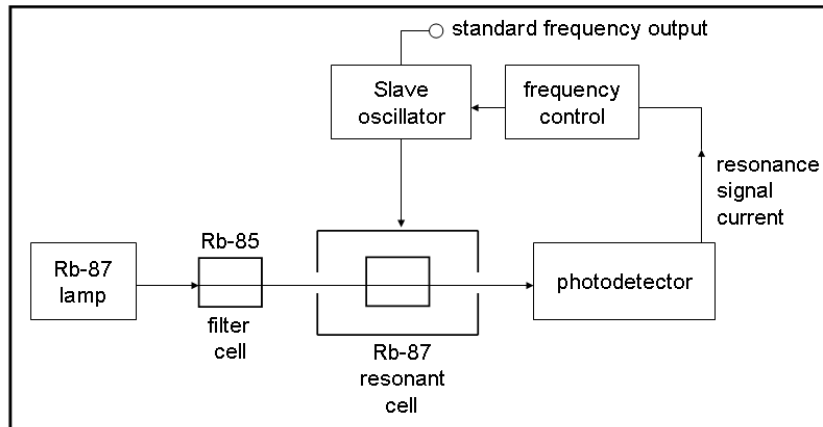 standard frequency output
Slave
oscillator
frequency
control
resonance
signal
current
Rb-87
lamp
Rb-85
filter
cell
Rb-87
resonant
cell
photodetector